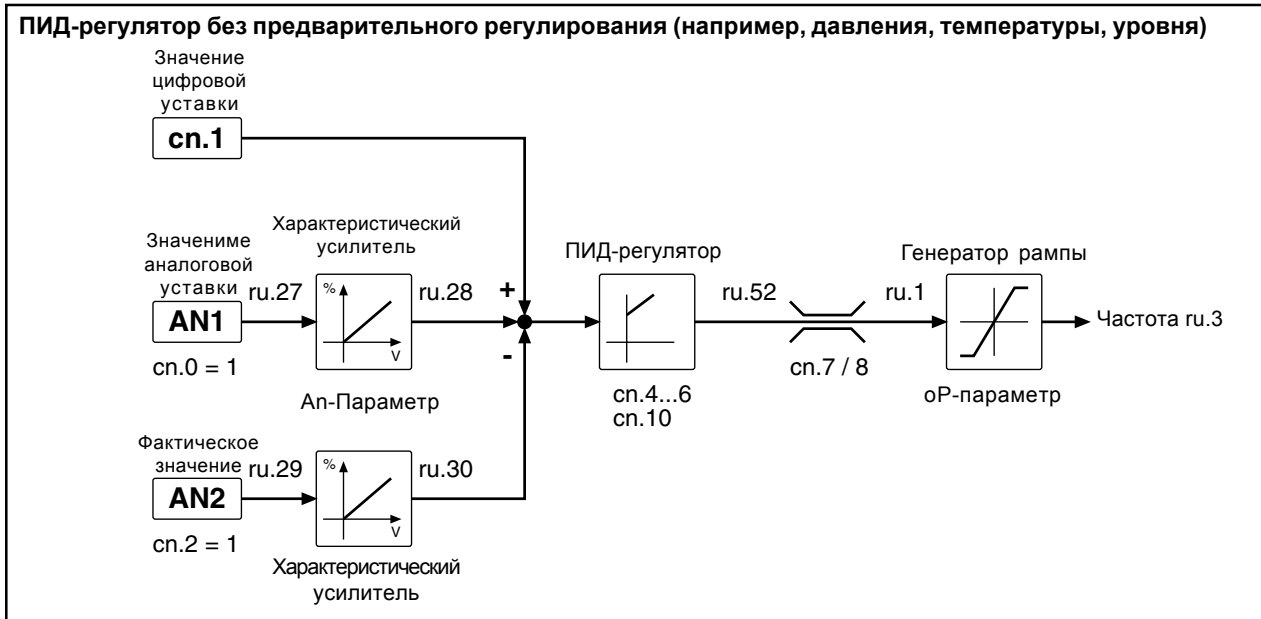 ПИД-регулятор без предварительного регулирования (например, давления, температуры, уровня)
Значение
цифровой
уставки
cn.1
Значениме
аналоговой
уставки
ru.27
AN1
cn.0 = 1
Характеристический
усилитель
%
V
ru.28
An-Параметр
+
-
ПИД-регулятор
cn.4...6
cn.10
ru.52
cn.7 / 8
ru.1
Генератор рампы
oP-параметр
Частота ru.3
Фактическое
значение
ru.29
AN2
cn.2 = 1
%
V
ru.30
Характеристический
усилитель